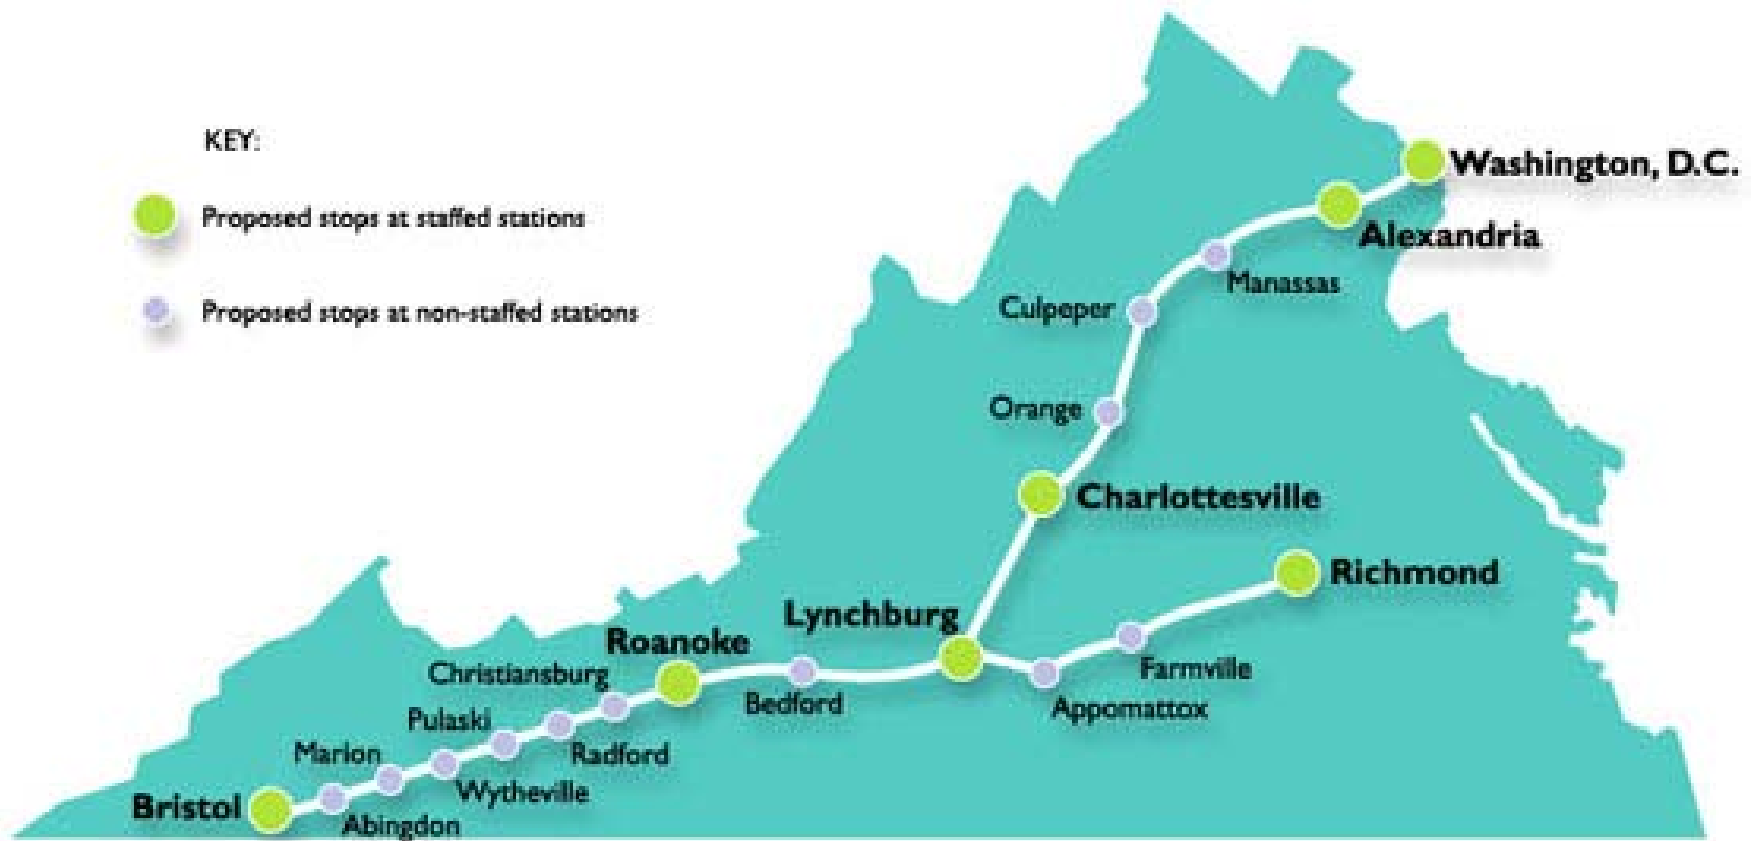 KEY:
Proposed stops at staffed stations
Proposed stops at non-staffed stations
Washington, D.C.
Alexandria
Manassas
Culpeper
Orange
Charlottesville
Richmond
Lynchburg
Roanoke
Farmville
Christiansburg
Bedford
Appomattox
Pulaski
Radford
Marion
Wytheville
Bristol
Abingdon